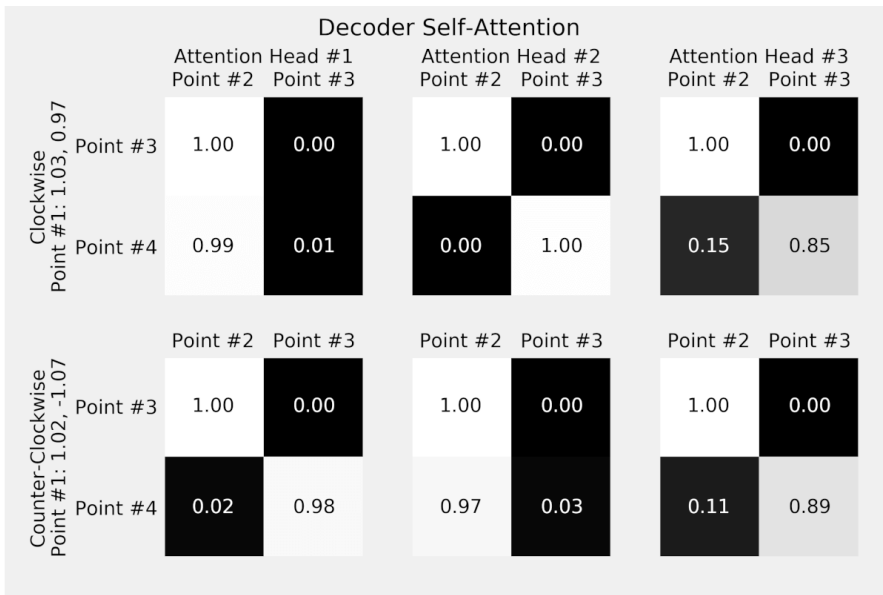 Decoder Self-Attention
Attention Head #1 Attention Head #2 Attention Head #3
Point #2 Point #3 Point #2 Point #3 Point #2 Point #3
Clockwise
Point #1: 1.03, 0.97
Point #3 1.00 0.00 1.00 0.00 1.00 0.00
Point #4 0.99 0.01 0.00 1.00 0.15 0.85
Point #2 Point #3 Point #2 Point #3 Point #2 Point #3
Counter-Clockwise
Point #1: 1.02, -1.07
Point #3 1.00 0.00 1.00 0.00 1.00 0.00
Point #4 0.02 0.98 0.97 0.03 0.11 0.89